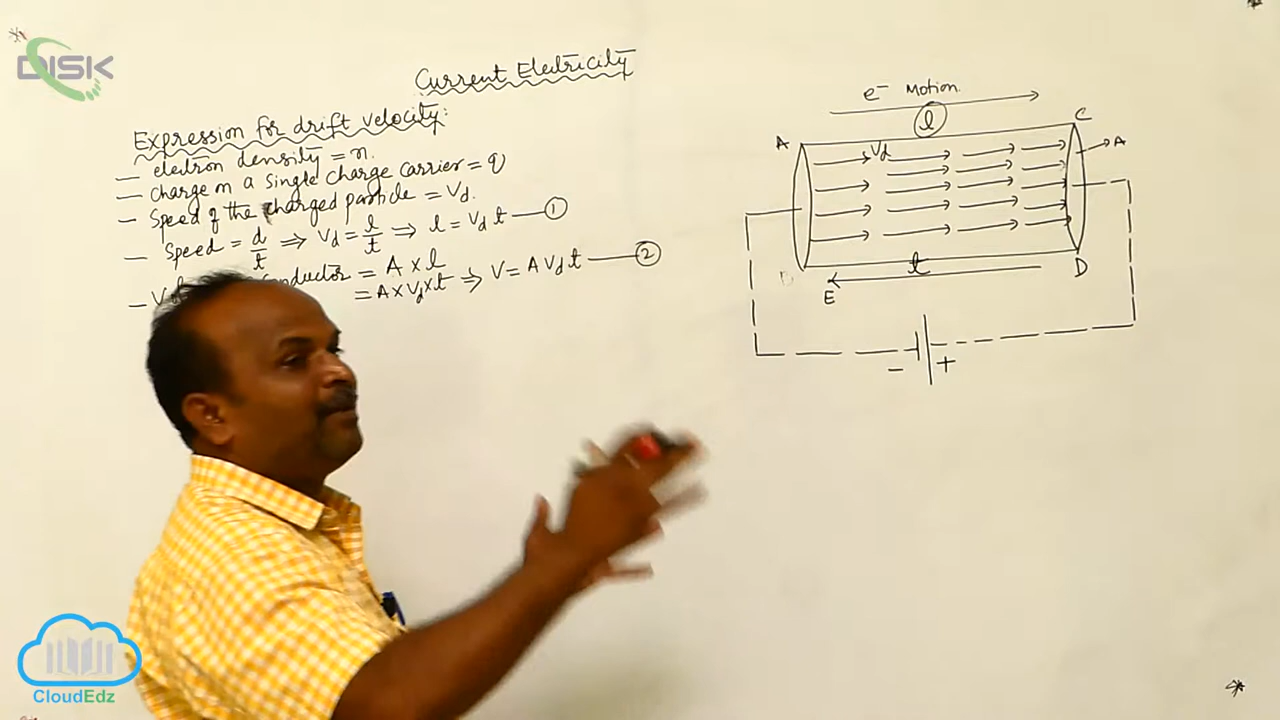 DISK
Current Electricity
Expression for drift velocity:
— electron density = n.
— charge on a single charge carrier = q
— Speed of the charged particle = Vd.
— Speed = d/t ⇒ Vd = l/t ⇒ l = Vd t —— ①
— Conductor = A × l
= A × Vd × t ⇒ V = A Vd t —— ②
e⁻ Motion.
l
A
C
Vd
A
B
t
D
E
− +
CloudEdz